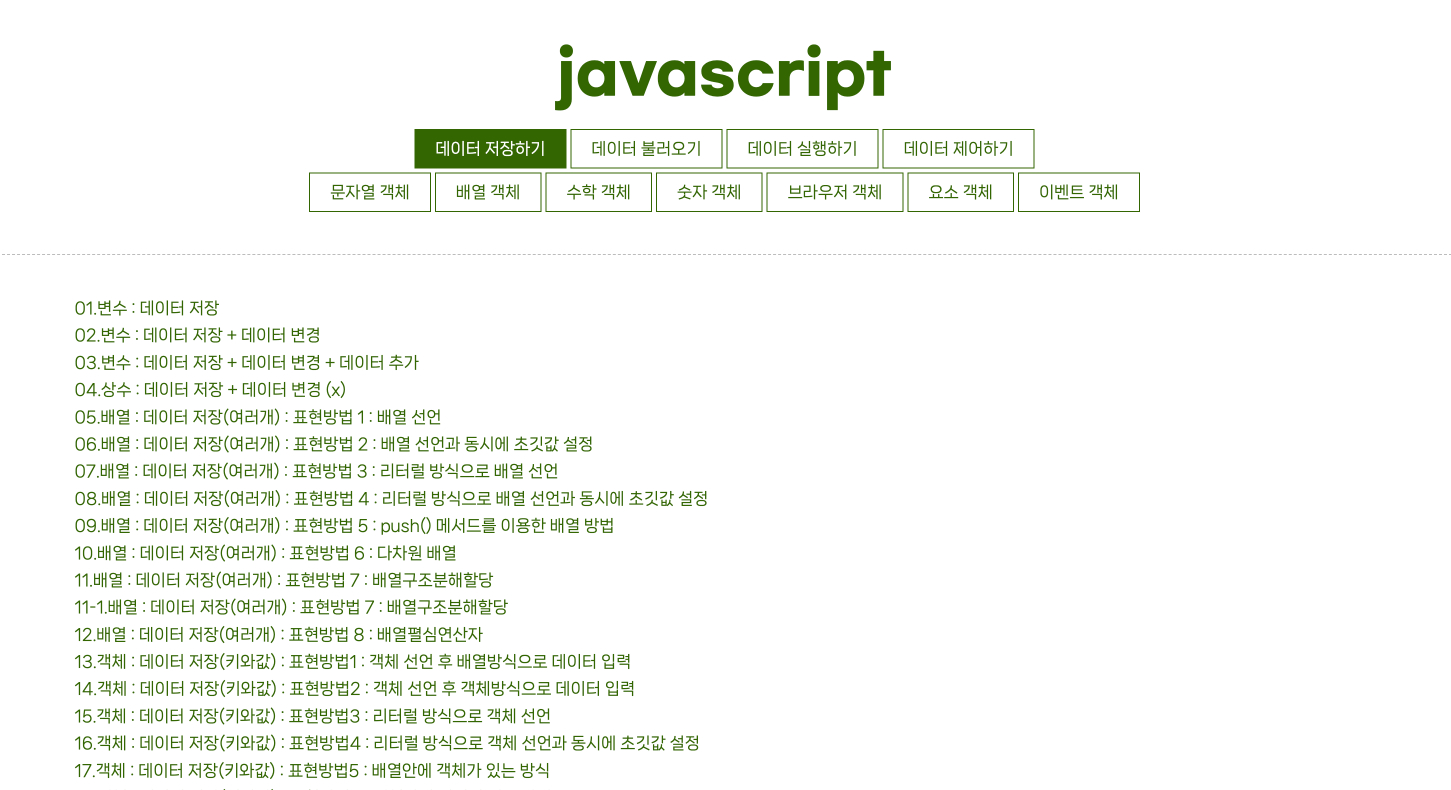 javascript
데이터 저장하기 데이터 불러오기 데이터 실행하기 데이터 제어하기
문자열 객체 배열 객체 수학 객체 숫자 객체 브라우저 객체 요소 객체 이벤트 객체
01.변수 : 데이터 저장
02.변수 : 데이터 저장 + 데이터 변경
03.변수 : 데이터 저장 + 데이터 변경 + 데이터 추가
04.상수 : 데이터 저장 + 데이터 변경 (x)
05.배열 : 데이터 저장(여러개) : 표현방법 1 : 배열 선언
06.배열 : 데이터 저장(여러개) : 표현방법 2 : 배열 선언과 동시에 초깃값 설정
07.배열 : 데이터 저장(여러개) : 표현방법 3 : 리터럴 방식으로 배열 선언
08.배열 : 데이터 저장(여러개) : 표현방법 4 : 리터럴 방식으로 배열 선언과 동시에 초깃값 설정
09.배열 : 데이터 저장(여러개) : 표현방법 5 : push() 메서드를 이용한 배열 방법
10.배열 : 데이터 저장(여러개) : 표현방법 6 : 다차원 배열
11.배열 : 데이터 저장(여러개) : 표현방법 7 : 배열구조분해할당
11-1.배열 : 데이터 저장(여러개) : 표현방법 7 : 배열구조분해할당
12.배열 : 데이터 저장(여러개) : 표현방법 8 : 배열펼심연산자
13.객체 : 데이터 저장(키와값) : 표현방법1 : 객체 선언 후 배열방식으로 데이터 입력
14.객체 : 데이터 저장(키와값) : 표현방법2 : 객체 선언 후 객체방식으로 데이터 입력
15.객체 : 데이터 저장(키와값) : 표현방법3 : 리터럴 방식으로 객체 선언
16.객체 : 데이터 저장(키와값) : 표현방법4 : 리터럴 방식으로 객체 선언과 동시에 초깃값 설정
17.객체 : 데이터 저장(키와값) : 표현방법5 : 배열안에 객체가 있는 방식